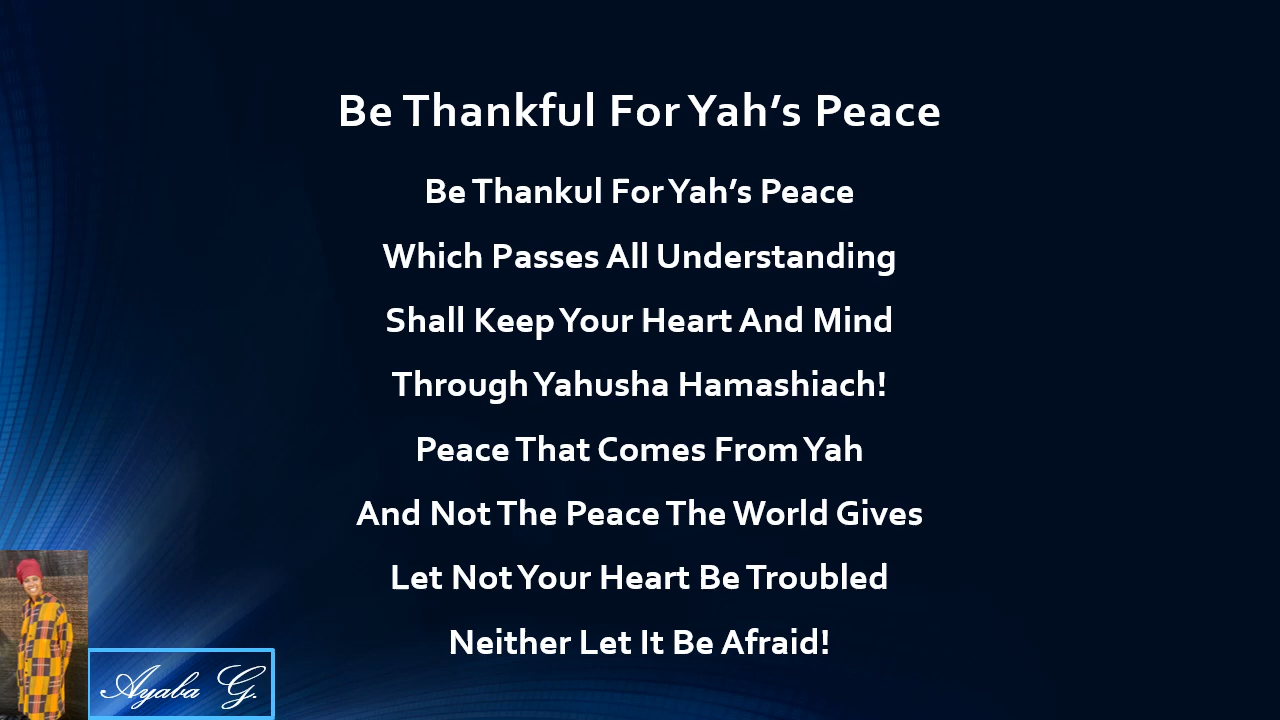 Be Thankful For Yah’s Peace
Be Thankul For Yah’s Peace
Which Passes All Understanding
Shall Keep Your Heart And Mind
Through Yahusha Hamashiach!
Peace That Comes From Yah
And Not The Peace The World Gives
Let Not Your Heart Be Troubled
Neither Let It Be Afraid!
Ayaba G.